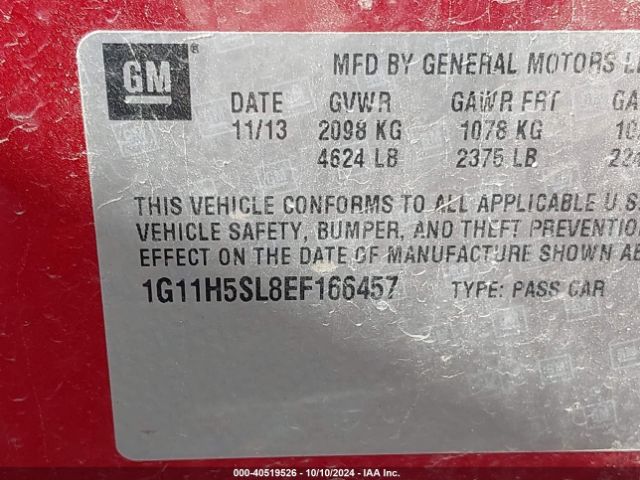 GM®
MFD BY GENERAL MOTORS
DATE GVWR GAWR FRT
11/13 2098 KG 1078 KG
4624 LB 2375 LB
THIS VEHICLE CONFORMS TO ALL APPLICABLE U.S.
VEHICLE SAFETY, BUMPER, AND THEFT PREVENTION
EFFECT ON THE DATE OF MANUFACTURE SHOWN
1G11H5SL8EF166457 TYPE: PASS CAR
000-40519526 - 10/10/2024 - IAA Inc.